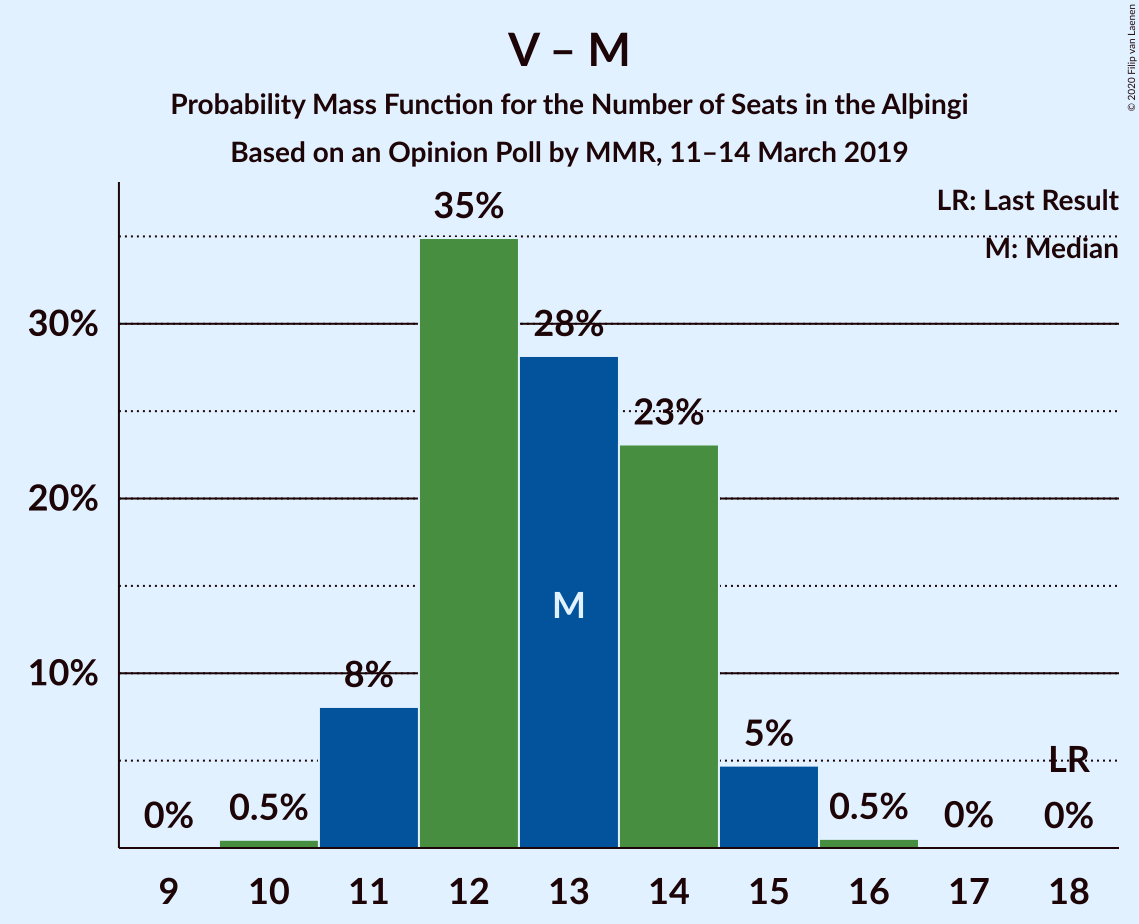 V – M
Probability Mass Function for the Number of Seats in the Alþingi
Based on an Opinion Poll by MMR, 11–14 March 2019
© 2020 Filip van Laenen
LR: Last Result
M: Median
35%
30%
28%
23%
20%
M
10%
8%
5%
LR
0%
0.5%
0.5%
0%
0%
9 10 11 12 13 14 15 16 17 18